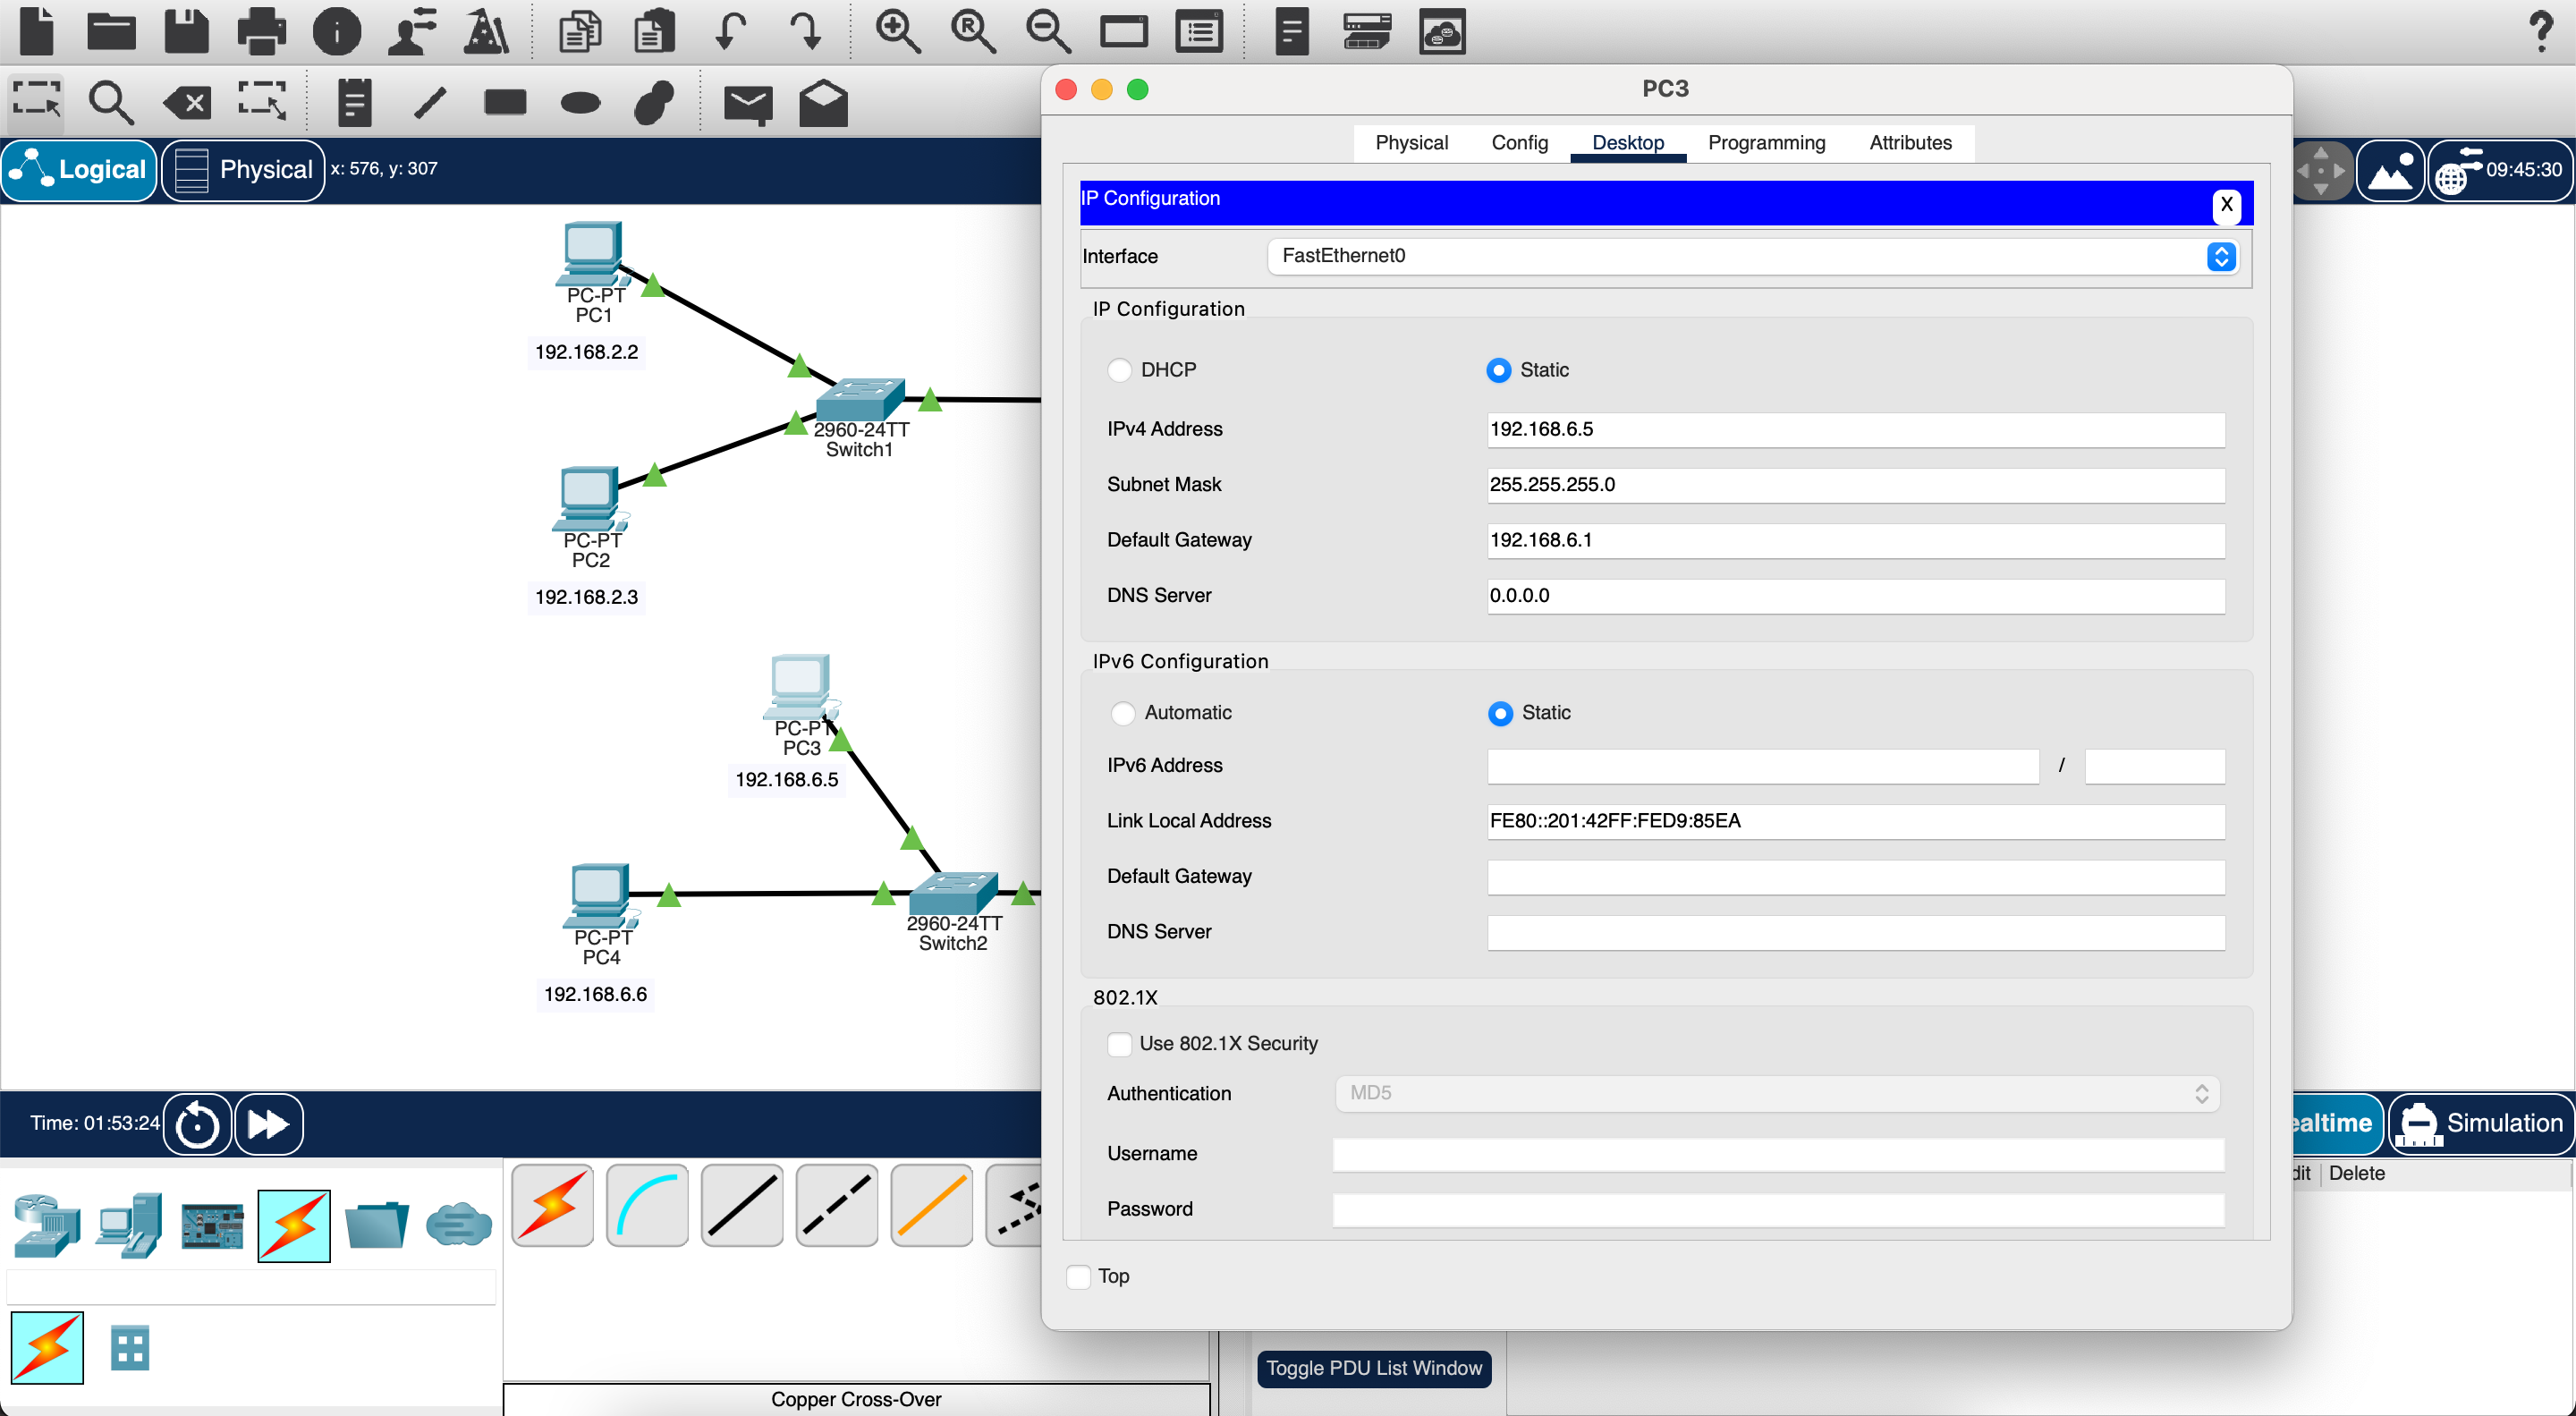 PC3
Physical
Config
Desktop
Programming
Attributes
Logical
Physical
x: 576, y: 307
09:45:30
IP Configuration
X
Interface
FastEthernet0
IP Configuration
DHCP
Static
IPv4 Address
192.168.6.5
Subnet Mask
255.255.255.0
Default Gateway
192.168.6.1
DNS Server
0.0.0.0
IPv6 Configuration
Automatic
Static
IPv6 Address
/
Link Local Address
FE80::201:42FF:FED9:85EA
Default Gateway
DNS Server
802.1X
Use 802.1X Security
Authentication
MD5
Username
Password
Top
PC-PT
PC1
192.168.2.2
2960-24TT
Switch1
PC-PT
PC2
192.168.2.3
PC-PT
PC3
192.168.6.5
PC-PT
PC4
192.168.6.6
2960-24TT
Switch2
Time: 01:53:24
ealtime
Simulation
dit
Delete
Toggle PDU List Window
Copper Cross-Over